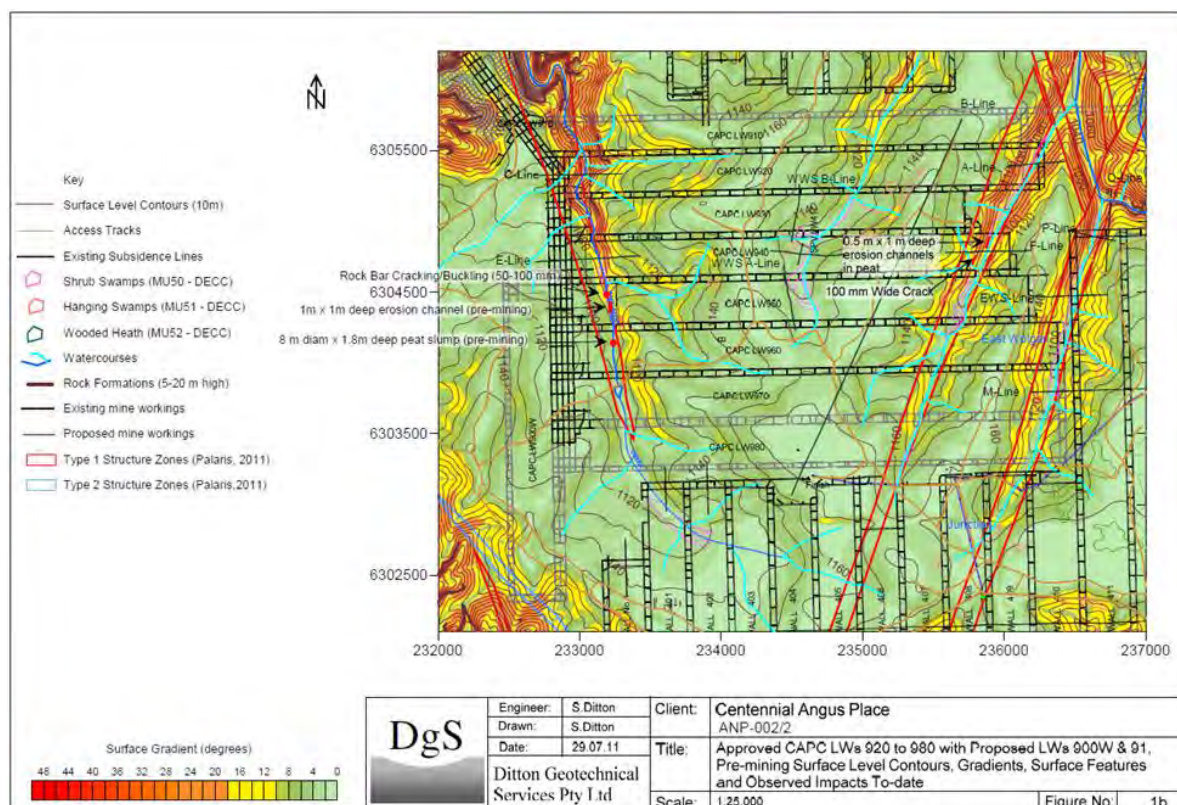 N
Key
Surface Level Contours (10m)
Access Tracks
Existing Subsidence Lines
Shrub Swamps (MU50 - DECC)
Hanging Swamps (MU51 - DECC)
Wooded Heath (MU52 - DECC)
Watercourses
Rock Formations (5-20 m high)
Existing mine workings
Proposed mine workings
Type 1 Structure Zones (Palaris, 2011)
Type 2 Structure Zones (Palaris,2011)
Surface Gradient (degrees)
48 44 40 36 32 28 24 20 16 12 8 4 0
6305500
6304500
6303500
6302500
232000 233000 234000 235000 236000 237000
1140
1160
B-Line
CAPC LW910
1120
1140
C-Line
CAPC LW920
WWS B-Line
A-Line
CAPC LW930
1140
P-Line
F-Line
0.5 m x 1 m deep
erosion channels
in peat
E-Line
CAPC LW940
WWS A-Line
Rock Bar Cracking/Buckling (50-100 mm)
100 mm Wide Crack
1m x 1m deep erosion channel (pre-mining)
EWS-Line
8 m diam x 1.8m deep peat slump (pre-mining)
CAPC LW960
East Wolgan
CAPC LW970
M-Line
CAPC LW900W
CAPC LW980
1140
1120
Junction
1160
DgS
Ditton Geotechnical
Services Pty Ltd
Engineer: S.Ditton
Drawn: S.Ditton
Date: 29.07.11
Client: Centennial Angus Place
ANP-002/2
Title: Approved CAPC LWs 920 to 980 with Proposed LWs 900W & 91,
Pre-mining Surface Level Contours, Gradients, Surface Features
and Observed Impacts To-date
Scale: 1:25,000
Figure No: 1b